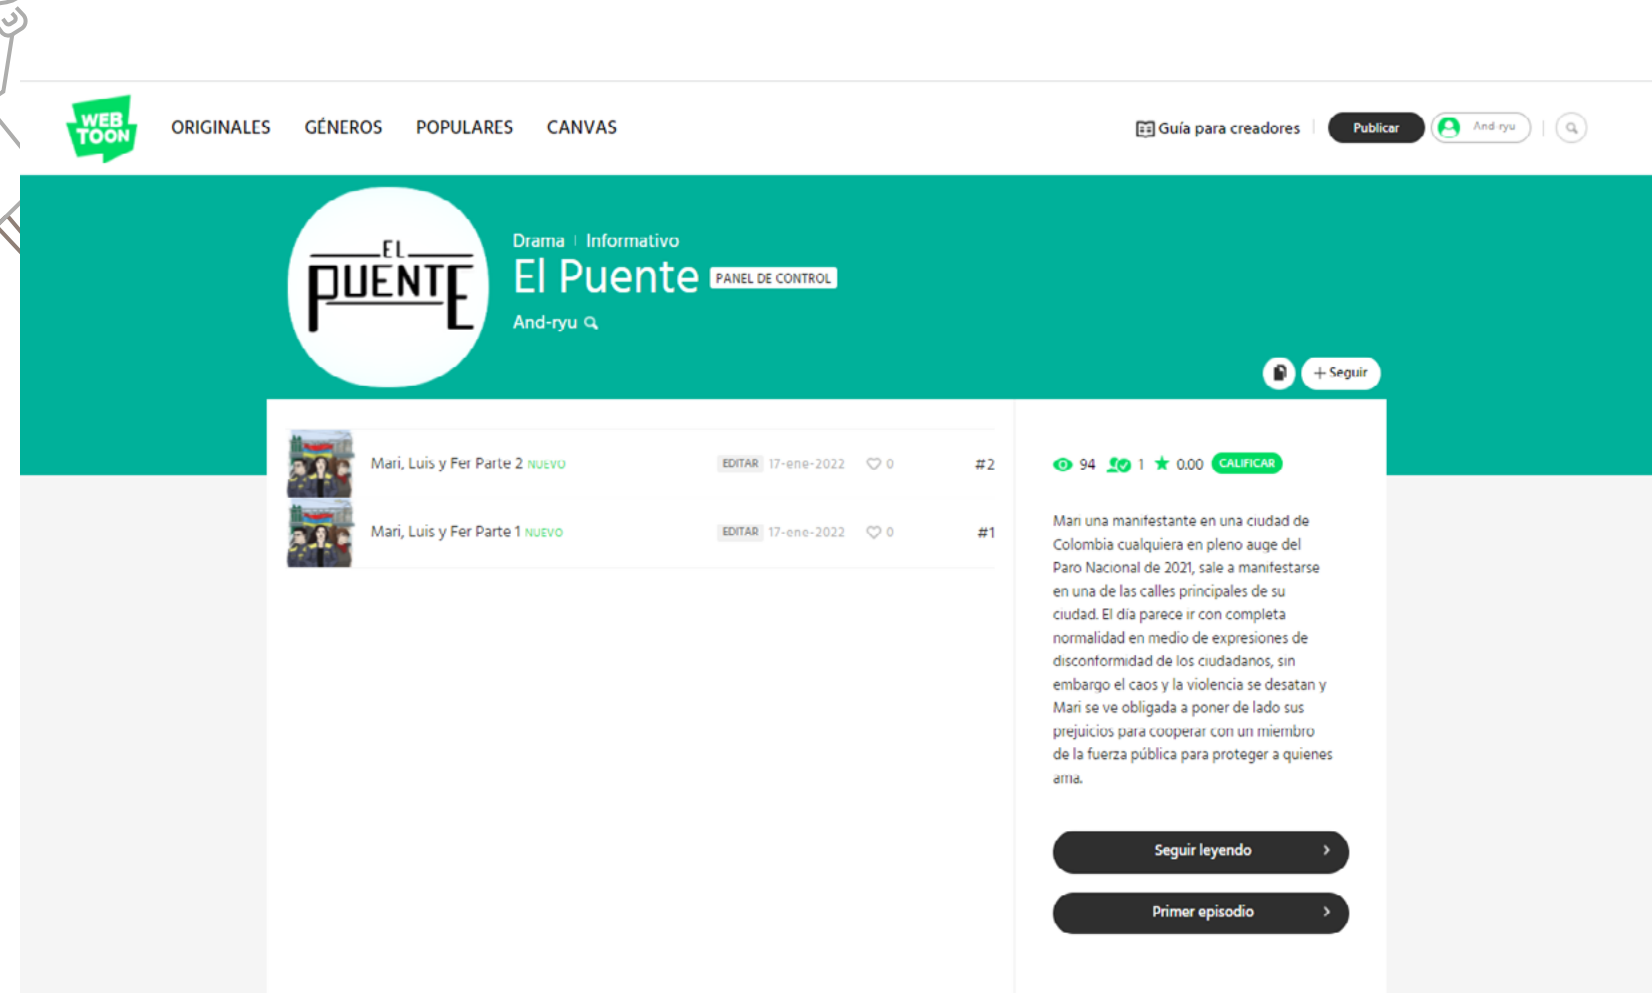 WEB
TOON
ORIGINALES GÉNEROS POPULARES CANVAS
Guía para creadores
Publicar
And ryu
EL
PUENTE
Drama | Informativo
El Puente PANEL DE CONTROL
And-ryu
+ Seguir
Mari, Luis y Fer Parte 2 NUEVO EDITAR 17-ene-2022 0 #2
Mari, Luis y Fer Parte 1 NUEVO EDITAR 17-ene-2022 0 #1
94 1 0.00 CALIFICAR
Mari una manifestante en una ciudad de
Colombia cualquiera en pleno auge del
Paro Nacional de 2021, sale a manifestarse
en una de las calles principales de su
ciudad. El día parece ir con completa
normalidad en medio de expresiones de
disconformidad de los ciudadanos, sin
embargo el caos y la violencia se desatan y
Mari se ve obligada a poner de lado sus
prejuicios para cooperar con un miembro
de la fuerza pública para proteger a quienes
ama.
Seguir leyendo
Primer episodio